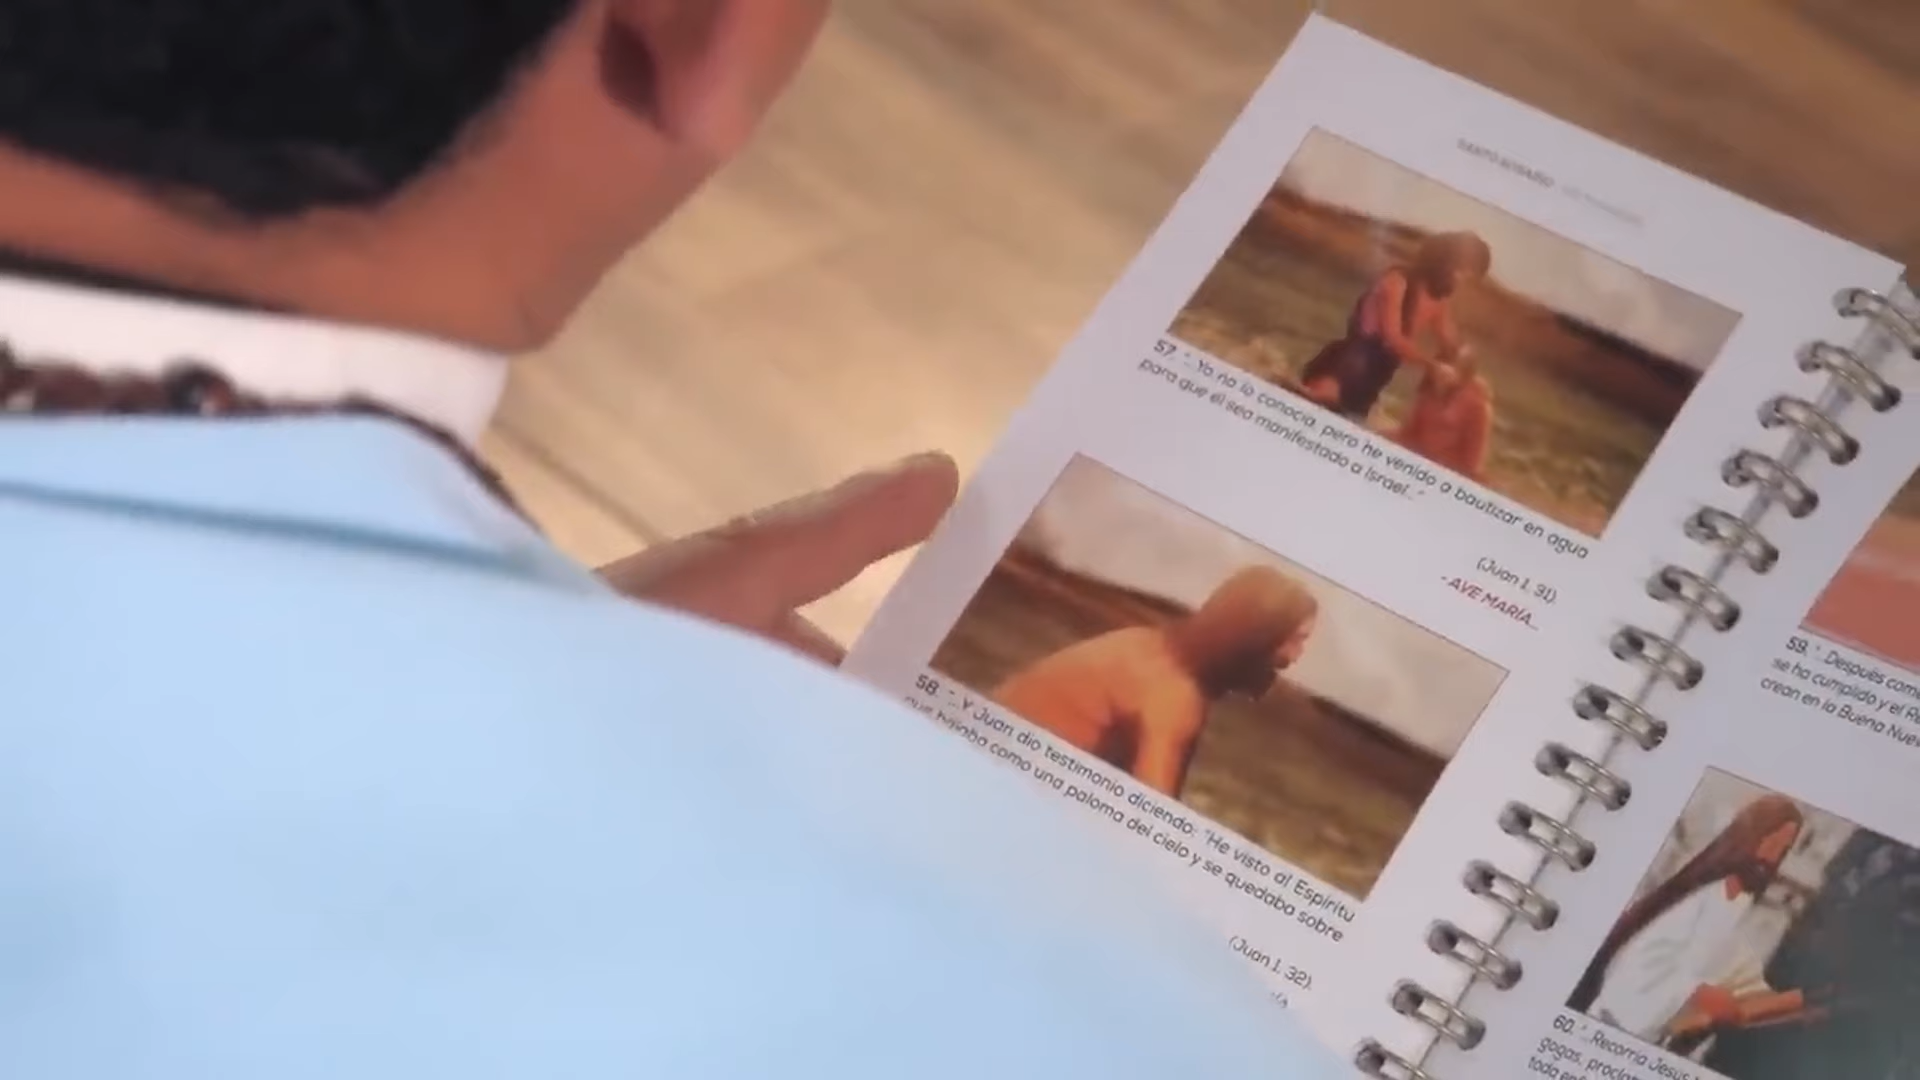 SANTO ROSARIO
57. "...Yo no lo conocía, pero he venido a bautizar en agua
para que él sea manifestado a Israel..."
(Juan 1, 31).
- AVE MARÍA...
58. "...Y Juan dio testimonio diciendo: "He visto al Espíritu
que bajaba como una paloma del cielo y se quedaba sobre
(Juan 1, 32).
59. "...Después
se ha cumplido y el
crean en la Buena
60. "...Recorría Jesús